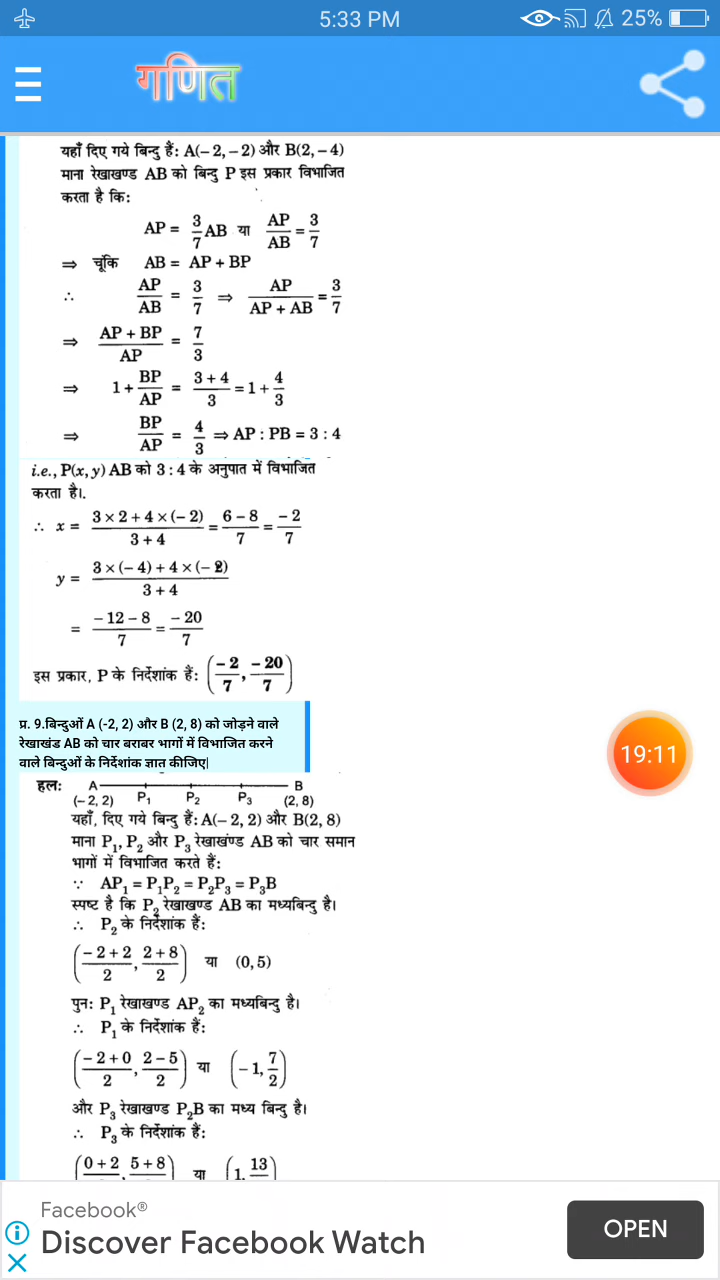 5:33 PM
25%
गणित
यहाँ दिए गये बिन्दु हैं: A(– 2, – 2) और B(2, – 4)
माना रेखाखण्ड AB को बिन्दु P इस प्रकार विभाजित
करता है कि:
AP = 3/7 AB या AP/AB = 3/7
⇒ चूंकि AB = AP + BP
∴ AP/AB = 3/7 ⇒ AP/(AP + AB) = 3/7
⇒ (AP + BP)/AP = 7/3
⇒ 1 + BP/AP = (3 + 4)/3 = 1 + 4/3
⇒ BP/AP = 4/3 ⇒ AP : PB = 3 : 4
i.e., P(x, y) AB को 3 : 4 के अनुपात में विभाजित
करता है।.
∴ x = (3 × 2 + 4 × (– 2))/(3 + 4) = (6 – 8)/7 = – 2/7
y = (3 × (– 4) + 4 × (– 2))/(3 + 4)
= (– 12 – 8)/7 = – 20/7
इस प्रकार, P के निर्देशांक हैं: (– 2/7, – 20/7)
प्र. 9.बिन्दुओं A (-2, 2) और B (2, 8) को जोड़ने वाले
रेखाखंड AB को चार बराबर भागों में विभाजित करने
वाले बिन्दुओं के निर्देशांक ज्ञात कीजिए|
हल: A B
(– 2, 2) P₁ P₂ P₃ (2, 8)
यहाँ, दिए गये बिन्दु हैं: A(– 2, 2) और B(2, 8)
माना P₁, P₂ और P₃ रेखाखंण्ड AB को चार समान
भागों में विभाजित करते हैं:
∵ AP₁ = P₁P₂ = P₂P₃ = P₃B
स्पष्ट है कि P₂ रेखाखण्ड AB का मध्यबिन्दु है।
∴ P₂ के निर्देशांक हैं:
((– 2 + 2)/2, (2 + 8)/2) या (0, 5)
पुन: P₁ रेखाखण्ड AP₂ का मध्यबिन्दु है।
∴ P₁ के निर्देशांक हैं:
((– 2 + 0)/2, (2 – 5)/2) या (– 1, 7/2)
और P₃ रेखाखण्ड P₂B का मध्य बिन्दु है।
∴ P₃ के निर्देशांक हैं:
(0 + 2, 5 + 8) या (1, 13)
19:11
Facebook®
Discover Facebook Watch
OPEN